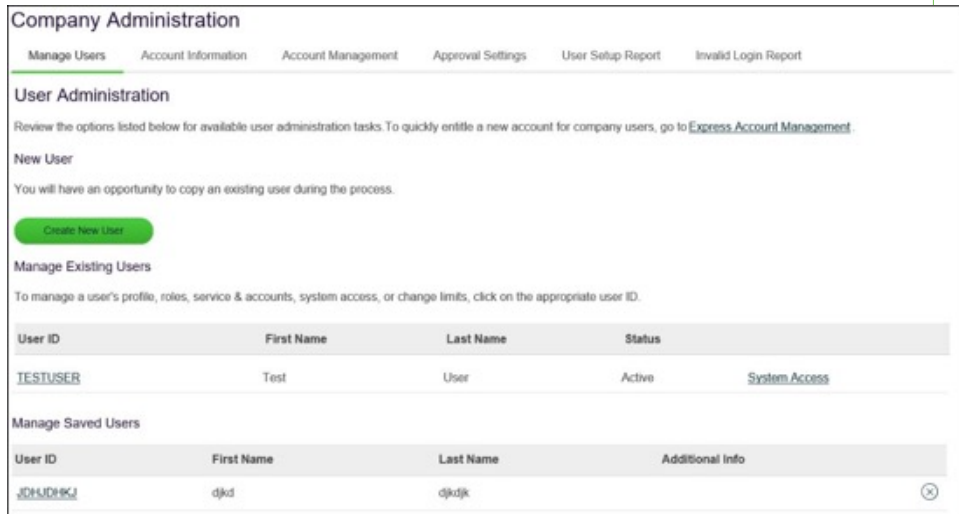 Company Administration
Manage Users Account Information Account Management Approval Settings User Setup Report Invalid Login Report
User Administration
Review the options listed below for available user administration tasks.To quickly entitle a new account for company users, go to Express Account Management.
New User
You will have an opportunity to copy an existing user during the process.
Create New User
Manage Existing Users
To manage a user's profile, roles, service & accounts, system access, or change limits, click on the appropriate user ID.
User ID First Name Last Name Status
TESTUSER Test User Active System Access
Manage Saved Users
User ID First Name Last Name Additional Info
JDHJDHKJ djkd djkdjk